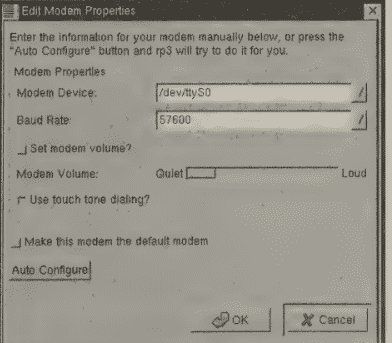 Edit Modem Properties
Enter the information for your modem manually below, or press the
"Auto Configure" button and rp3 will try to do it for you.
Modem Properties
Modem Device:
/dev/ttyS0
Baud Rate:
57600
Set modem volume?
Modem Volume:
Quiet
Loud
Use touch tone dialing?
Make this modem the default modem
Auto Configure
OK
Cancel